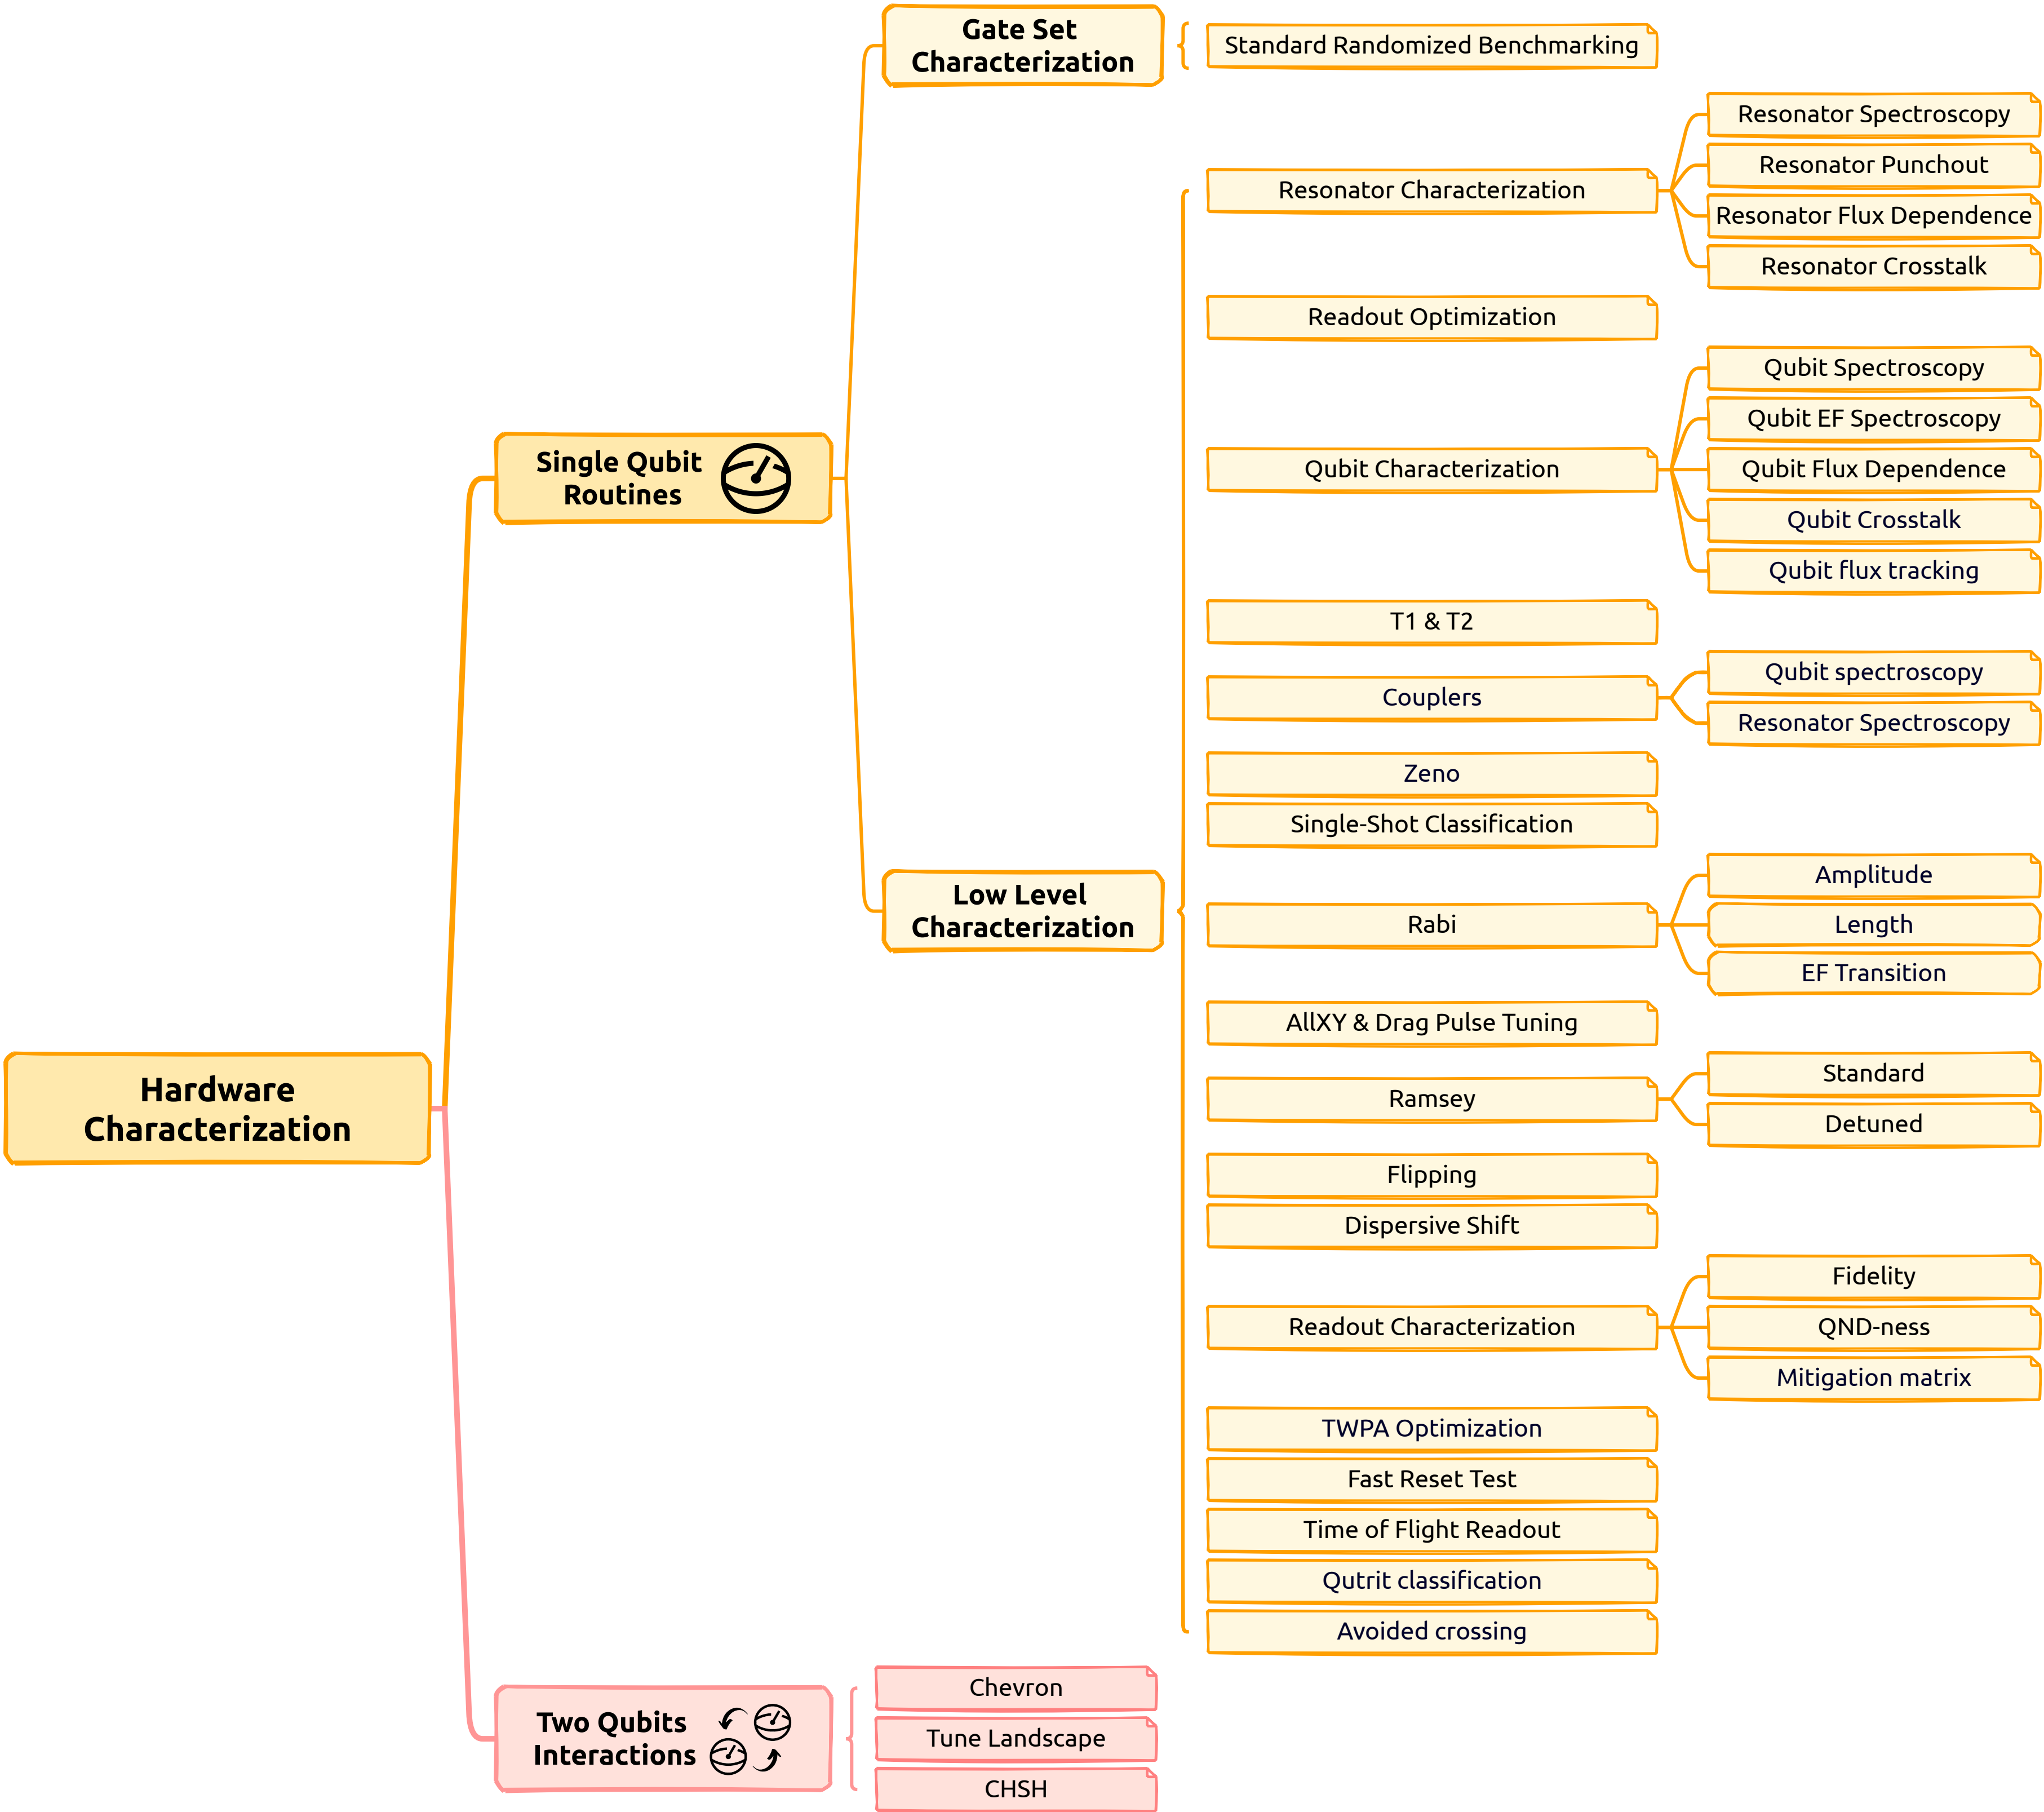 Hardware
Characterization
Single Qubit
Routines
Gate Set
Characterization
Standard Randomized Benchmarking
Low Level
Characterization
Resonator Characterization
Resonator Spectroscopy
Resonator Punchout
Resonator Flux Dependence
Resonator Crosstalk
Readout Optimization
Qubit Characterization
Qubit Spectroscopy
Qubit EF Spectroscopy
Qubit Flux Dependence
Qubit Crosstalk
Qubit flux tracking
T1 & T2
Couplers
Qubit spectroscopy
Resonator Spectroscopy
Zeno
Single-Shot Classification
Rabi
Amplitude
Length
EF Transition
AllXY & Drag Pulse Tuning
Ramsey
Standard
Detuned
Flipping
Dispersive Shift
Readout Characterization
Fidelity
QND-ness
Mitigation matrix
TWPA Optimization
Fast Reset Test
Time of Flight Readout
Qutrit classification
Avoided crossing
Two Qubits
Interactions
Chevron
Tune Landscape
CHSH